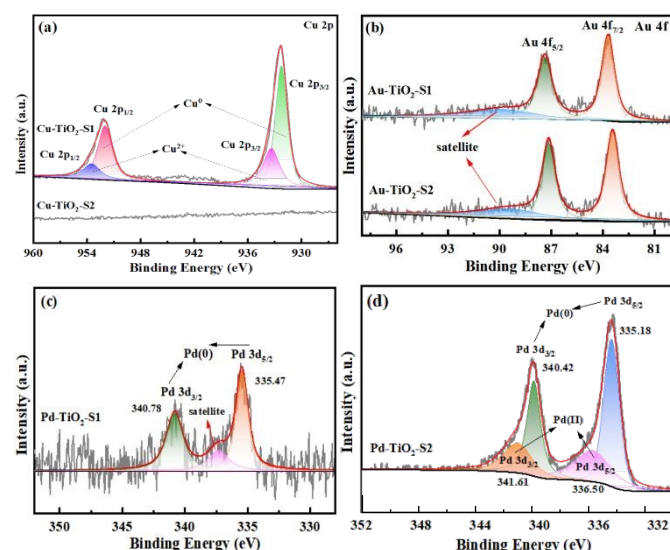 (a)
Cu 2p
Cu 2p3/2
Cu 2p1/2
Cu0
Cu-TiO2-S1
Cu 2p1/2
Cu2+
Cu 2p3/2
Cu-TiO2-S2
Intensity (a.u.)
960 954 948 942 936 930
Binding Energy (eV)
(b)
Au 4f7/2
Au 4f
Au 4f5/2
Au-TiO2-S1
satellite
Au-TiO2-S2
Intensity (a.u.)
96 93 90 87 84 81
Binding Energy (eV)
(c)
Pd(0)
Pd 3d5/2
335.47
Pd 3d3/2
340.78
satellite
Pd-TiO2-S1
Intensity (a.u.)
350 345 340 335 330
Binding Energy (eV)
(d)
Pd 3d5/2
Pd(0)
335.18
Pd 3d3/2
340.42
Pd(II)
Pd-TiO2-S2
Pd 3d3/2
Pd 3d5/2
341.61
336.50
Intensity (a.u.)
352 348 344 340 336 332
Binding Energy (eV)